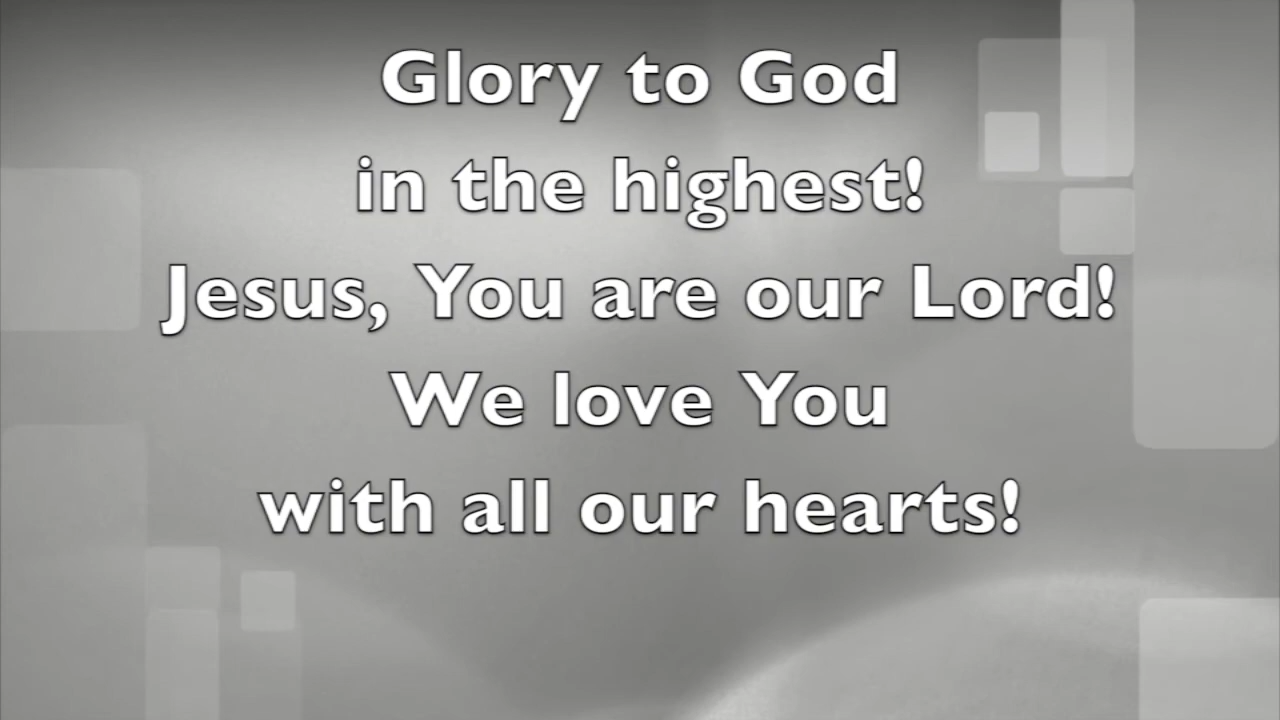 Glory to God
in the highest!
Jesus, You are our Lord!
We love You
with all our hearts!